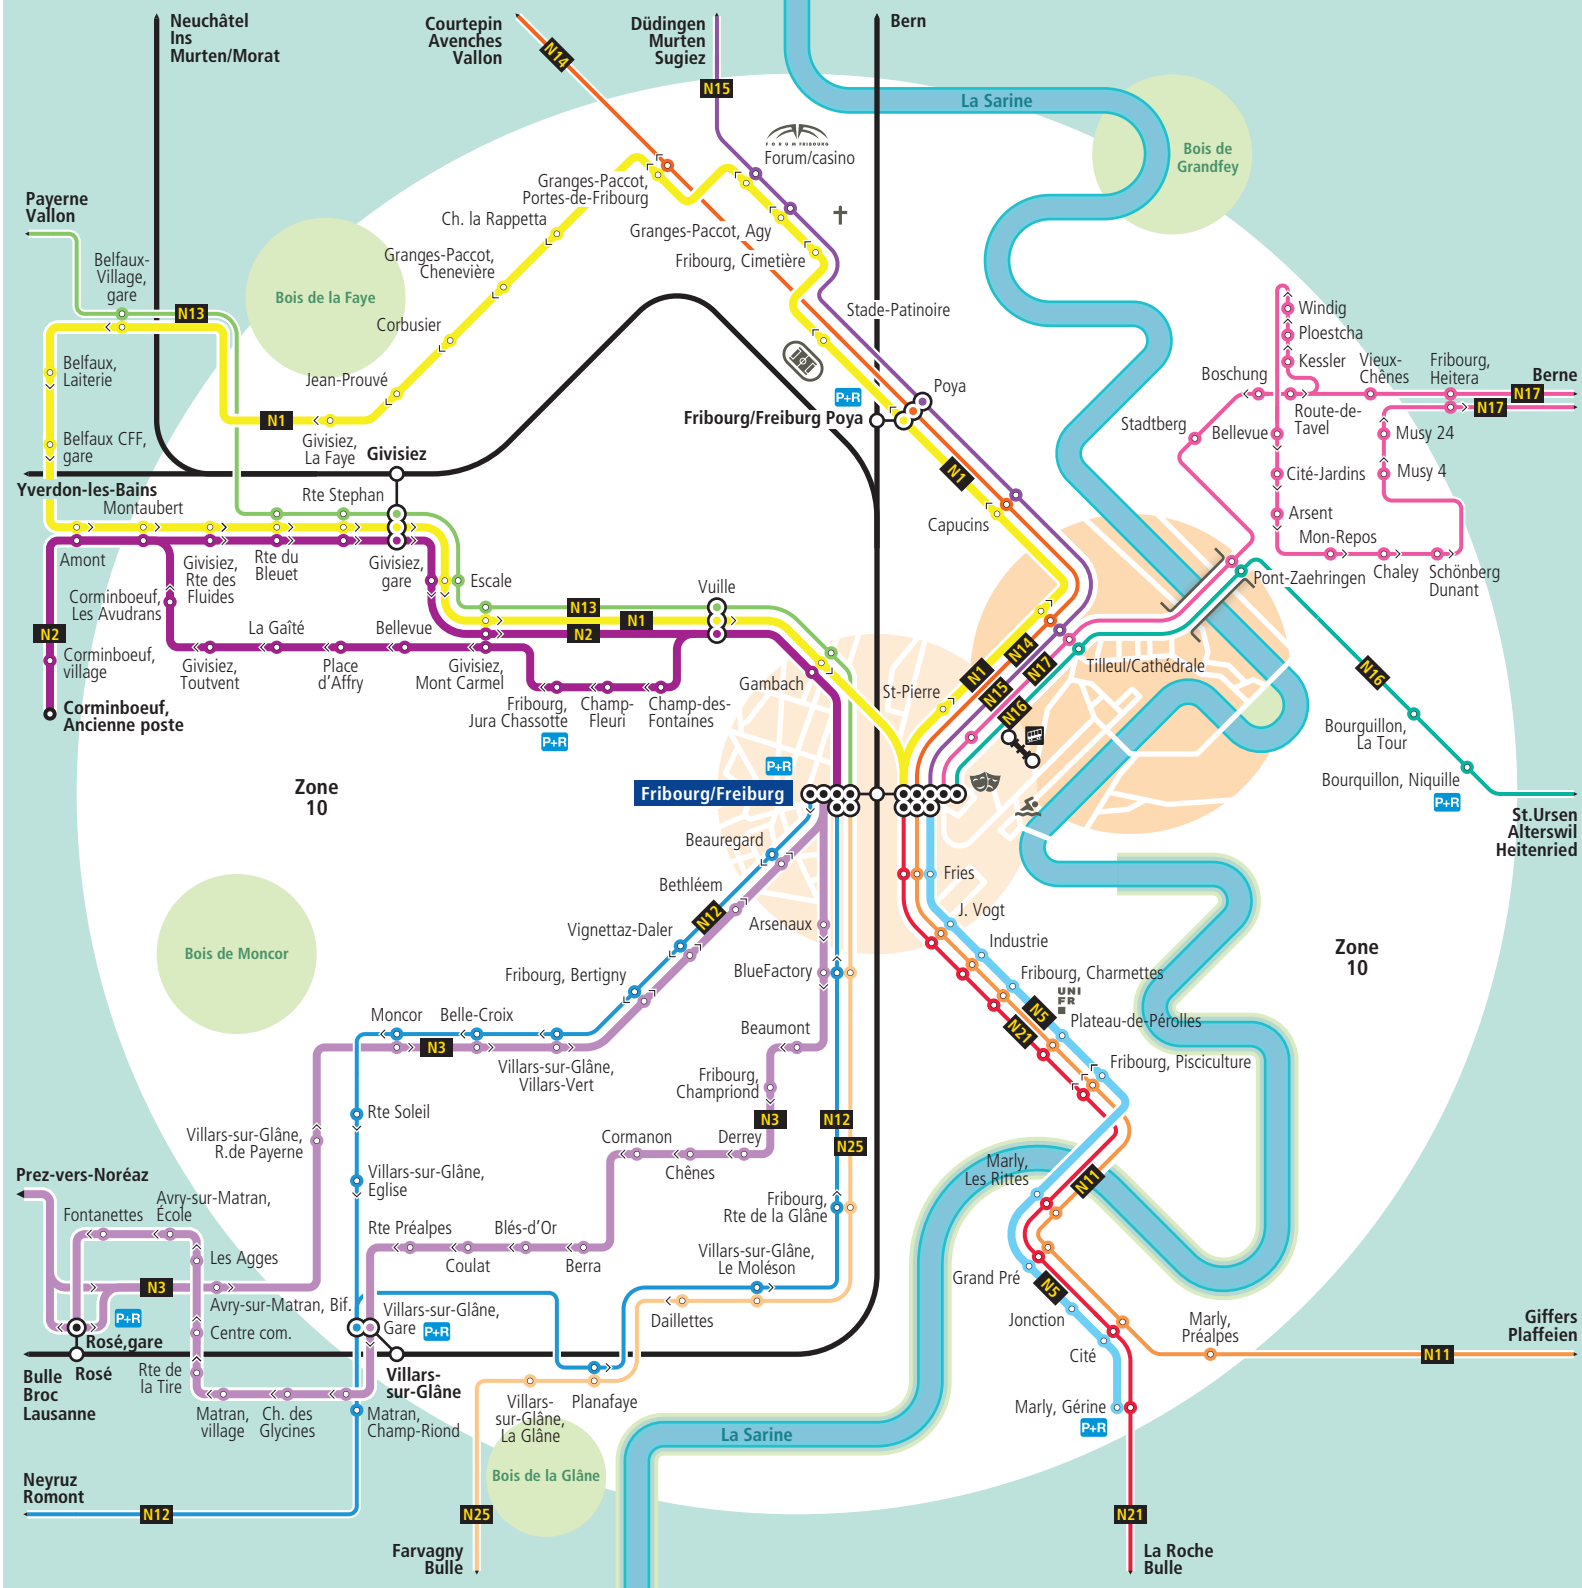 Neuchâtel
Ins
Murten/Morat
Courtepin
Avenches
Vallon
Düdingen
Murten
Sugiez
Bern
N14
N15
La Sarine
FORUM FRIBOURG
Forum/casino
Bois de
Grandfey
Granges-Paccot,
Portes-de-Fribourg
Ch. la Rappetta
Granges-Paccot, Agy
Granges-Paccot,
Chenevière
Fribourg, Cimetière
Payerne
Vallon
Belfaux-
Village,
gare
N13
Bois de la Faye
Corbusier
Stade-Patinoire
Belfaux,
Laiterie
Jean-Prouvé
P+R
Poya
Fribourg/Freiburg Poya
N1
Givisiez,
La Faye
Belfaux CFF,
gare
Givisiez
Windig
Ploestcha
Kessler
Vieux-
Chênes
Fribourg,
Heitera
Berne
N17
N17
Boschung
Route-de-
Tavel
Stadtberg
Bellevue
Musy 24
Cité-Jardins
Musy 4
Arsent
Mon-Repos
Chaley
Schönberg
Dunant
Yverdon-les-Bains
Montaubert
Rte Stephan
N1
Capucins
Amont
Givisiez,
Rte des
Fluides
Rte du
Bleuet
Givisiez,
gare
Escale
Vuille
Pont-Zaehringen
Corminboeuf,
Les Avudrans
N13
N1
N2
N2
La Gaîté
Bellevue
Corminboeuf,
village
Givisiez,
Toutvent
Place
d'Affry
Givisiez,
Mont Carmel
Gambach
St-Pierre
N1
N14
N15
N17
N16
Tilleul/Cathédrale
N16
Corminboeuf,
Ancienne poste
Fribourg,
Jura Chassotte
P+R
Champ-
Fleuri
Champ-des-
Fontaines
Bourguillon,
La Tour
Bourquillon, Niquille
P+R
St.Ursen
Alterswil
Heitenried
Zone
10
P+R
Fribourg/Freiburg
Beauregard
Bethléem
N12
Vignettaz-Daler
Arsenaux
Fribourg, Bertigny
BlueFactory
Fries
J. Vogt
Industrie
Fribourg, Charmettes
UNI
FR
Plateau-de-Pérolles
N5
N21
Fribourg, Pisciculture
Zone
10
Bois de Moncor
Moncor
Belle-Croix
N3
Villars-sur-Glâne,
Villars-Vert
Beaumont
Fribourg,
Champriond
N3
N12
N25
Rte Soleil
Villars-sur-Glâne,
R.de Payerne
Cormanon
Derrey
Chênes
Marly,
Les Rittes
N11
Prez-vers-Noréaz
Villars-sur-Glâne,
Eglise
Fontanettes
Avry-sur-Matran,
École
Rte Préalpes
Blés-d'Or
Fribourg,
Rte de la Glâne
Coulat
Berra
Villars-sur-Glâne,
Le Moléson
Les Agges
N3
Avry-sur-Matran, Bif.
P+R
Rosé,gare
Centre com.
Villars-sur-Glâne,
Gare
P+R
Daillettes
Grand Pré
N5
Jonction
Cité
Marly,
Préalpes
Giffers
Plaffeien
N11
Bulle
Broc
Lausanne
Rosé
Rte de
la Tire
Villars-
sur-Glâne
Matran,
village
Ch. des
Glycines
Matran,
Champ-Riond
Villars-
sur-Glâne,
La Glâne
Planafaye
Marly, Gérine
P+R
La Sarine
Bois de la Glâne
Neyruz
Romont
N12
N25
N21
Farvagny
Bulle
La Roche
Bulle